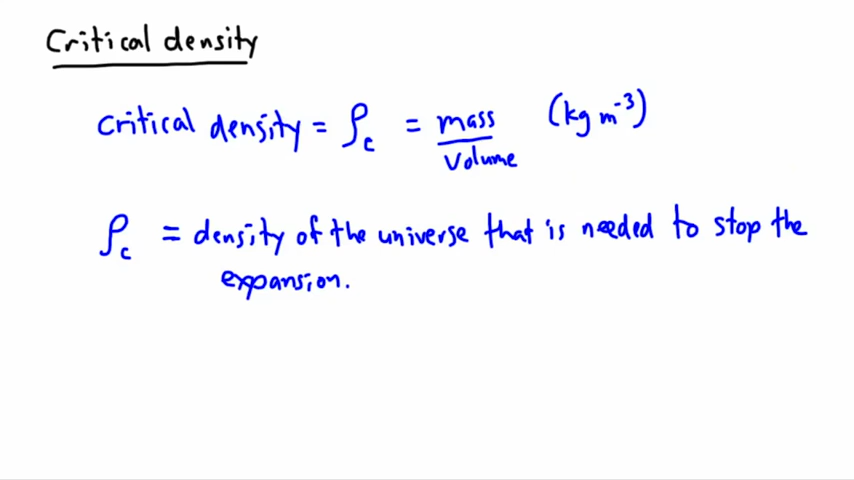 Critical density
critical density = ρc = mass/volume (kg m⁻³)
ρc = density of the universe that is needed to stop the
expansion.